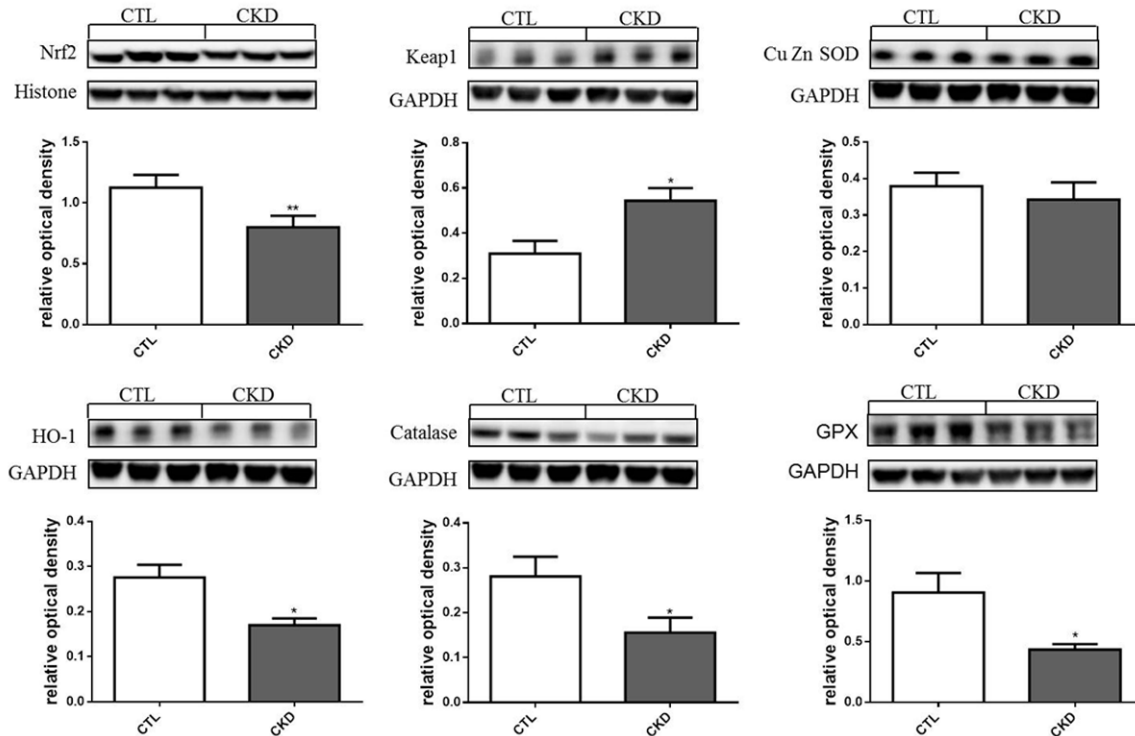 CTL CKD
Nrf2
Histone
relative optical density
1.5
1.0
**
0.5
0.0
CTL
CKD
CTL CKD
Keap1
GAPDH
relative optical density
0.8
*
0.6
0.4
0.2
0.0
CTL
CKD
CTL CKD
Cu Zn SOD
GAPDH
relative optical density
0.5
0.4
0.3
0.2
0.1
0.0
CTL
CKD
CTL CKD
HO-1
GAPDH
relative optical density
0.4
0.3
0.2
*
0.1
0.0
CTL
CKD
CTL CKD
Catalase
GAPDH
relative optical density
0.4
0.3
0.2
*
0.1
0.0
CTL
CKD
CTL CKD
GPX
GAPDH
relative optical density
1.5
1.0
0.5
*
0.0
CTL
CKD